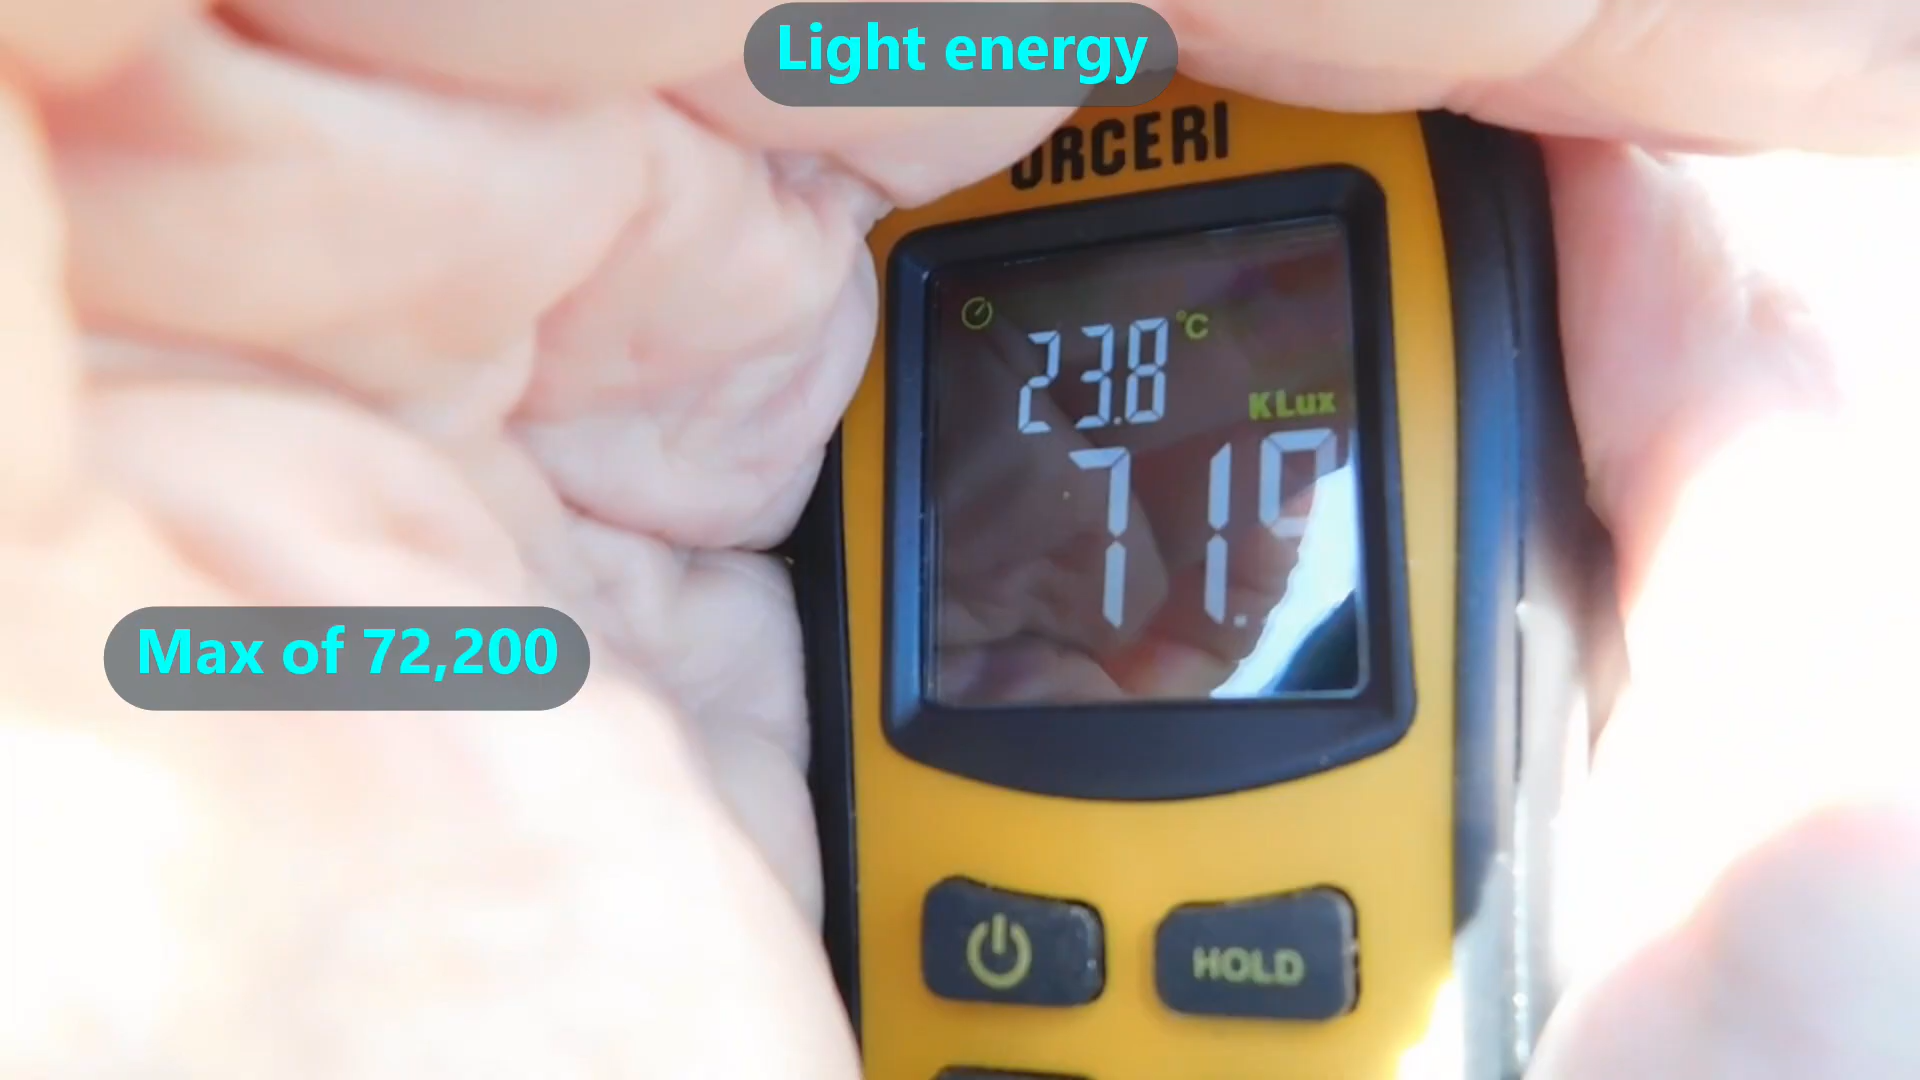 Light energy
ORCERI
23.8 °C
KLux
71.9
Max of 72,200
HOLD